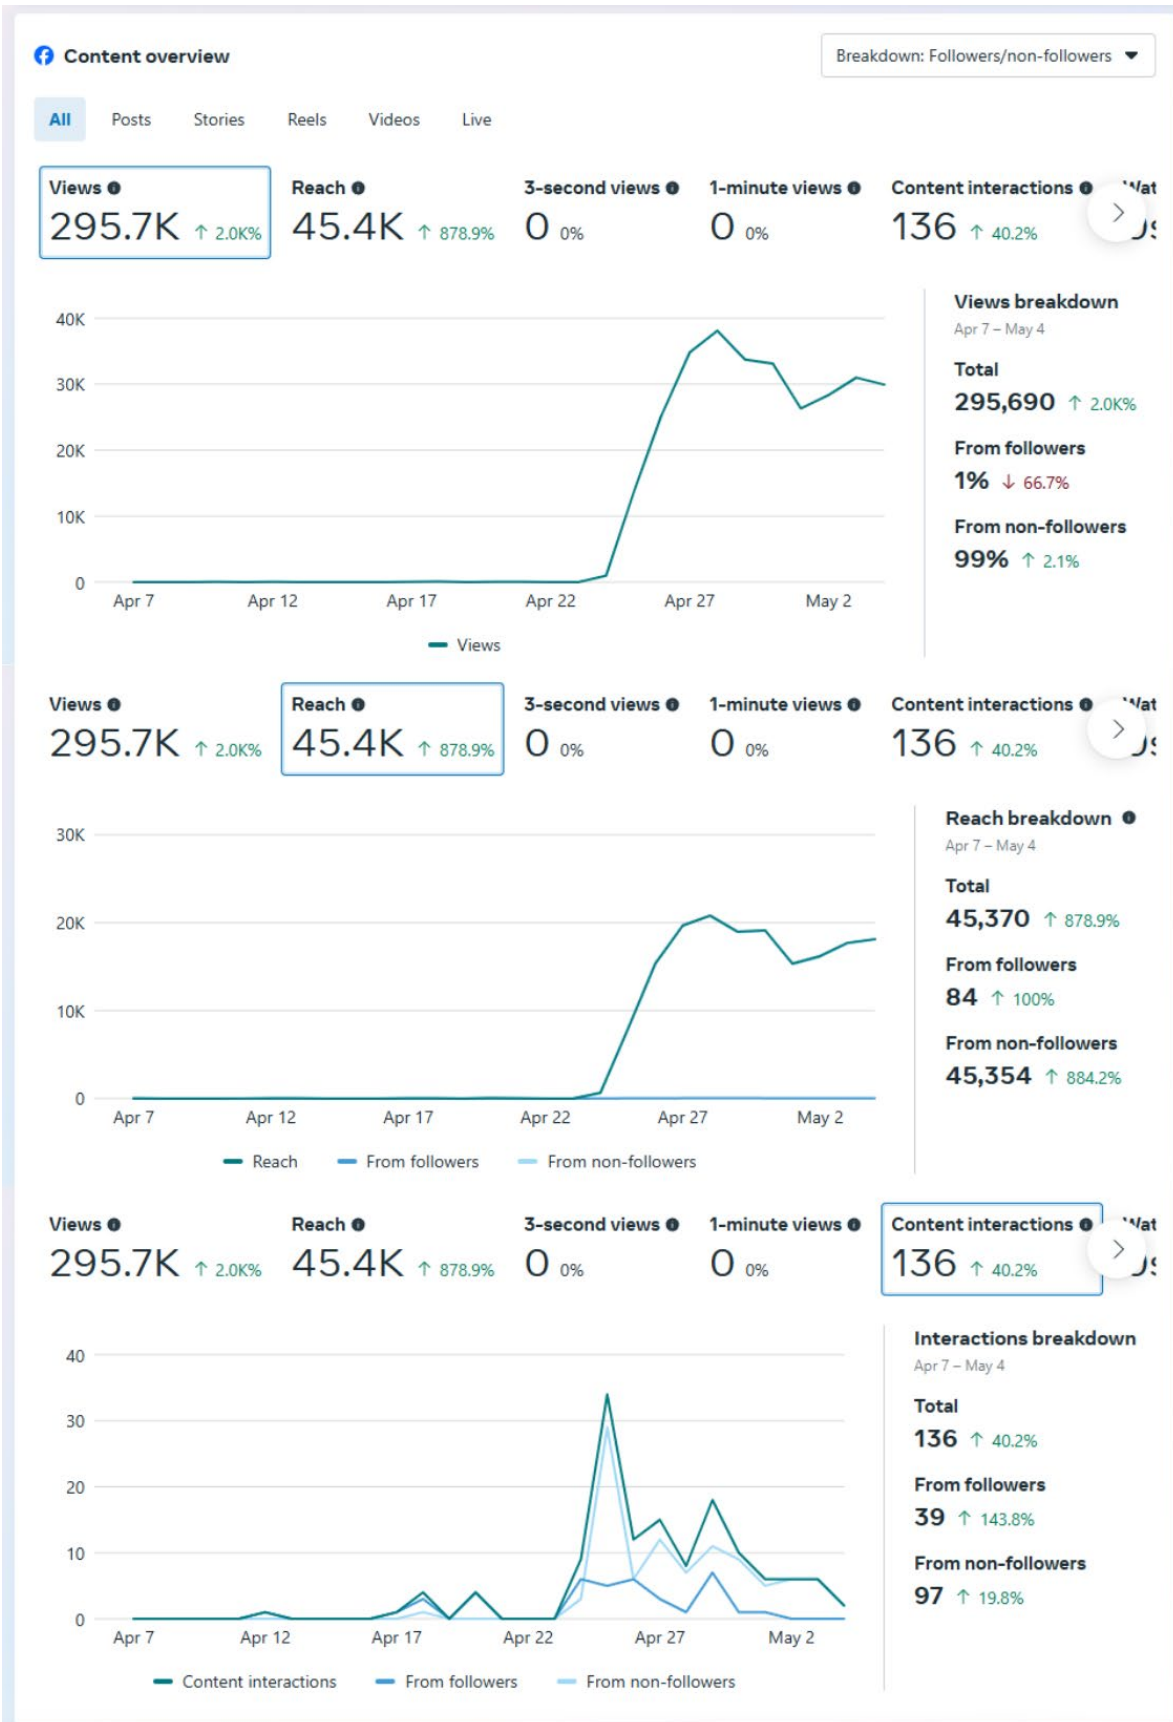 Content overview
Breakdown: Followers/non-followers
All Posts Stories Reels Videos Live
Views Reach 3-second views 1-minute views Content interactions
295.7K ↑ 2.0K% 45.4K ↑ 878.9% 0 0% 0 0% 136 ↑ 40.2%
Views breakdown
Apr 7 – May 4
Total
295,690 ↑ 2.0K%
From followers
1% ↓ 66.7%
From non-followers
99% ↑ 2.1%
40K
30K
20K
10K
0
Apr 7 Apr 12 Apr 17 Apr 22 Apr 27 May 2
Views
Views Reach 3-second views 1-minute views Content interactions
295.7K ↑ 2.0K% 45.4K ↑ 878.9% 0 0% 0 0% 136 ↑ 40.2%
Reach breakdown
Apr 7 – May 4
Total
45,370 ↑ 878.9%
From followers
84 ↑ 100%
From non-followers
45,354 ↑ 884.2%
30K
20K
10K
0
Apr 7 Apr 12 Apr 17 Apr 22 Apr 27 May 2
Reach From followers From non-followers
Views Reach 3-second views 1-minute views Content interactions
295.7K ↑ 2.0K% 45.4K ↑ 878.9% 0 0% 0 0% 136 ↑ 40.2%
Interactions breakdown
Apr 7 – May 4
Total
136 ↑ 40.2%
From followers
39 ↑ 143.8%
From non-followers
97 ↑ 19.8%
40
30
20
10
0
Apr 7 Apr 12 Apr 17 Apr 22 Apr 27 May 2
Content interactions From followers From non-followers